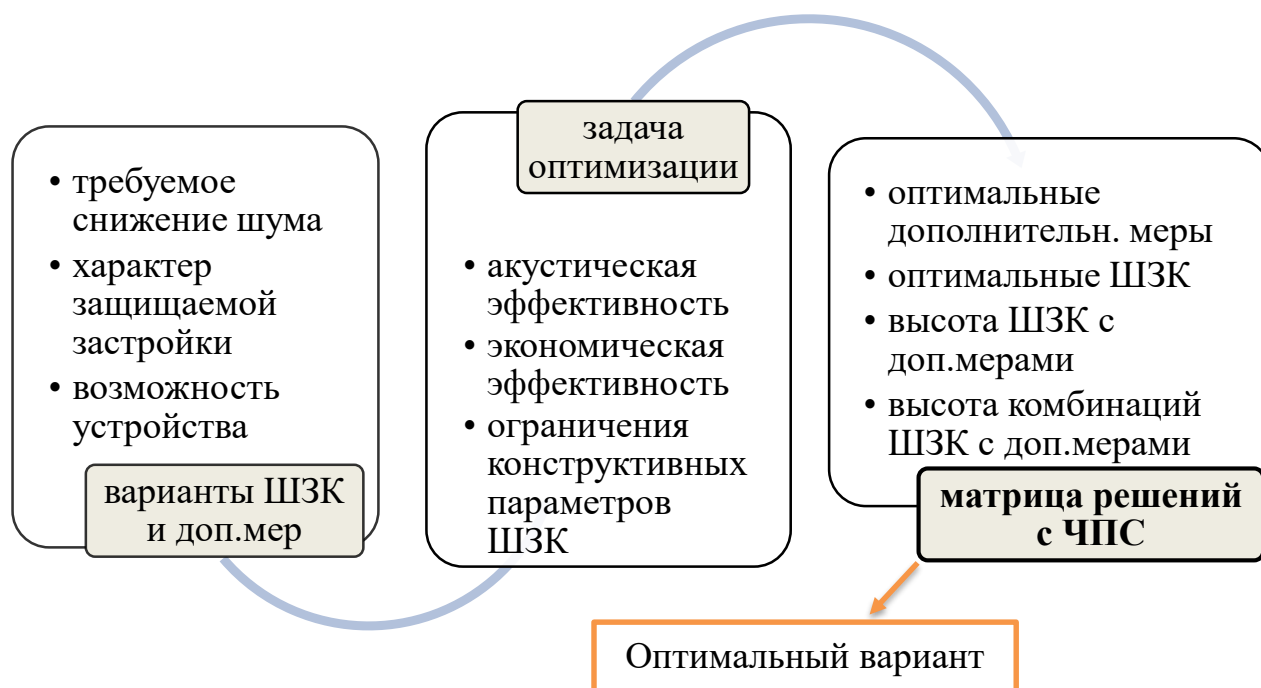 • требуемое
снижение шума
• характер
защищаемой
застройки
• возможность
устройства
варианты ШЗК
и доп.мер
задача
оптимизации
• акустическая
эффективность
• экономическая
эффективность
• ограничения
конструктивных
параметров
ШЗК
• оптимальные
дополнительн. меры
• оптимальные ШЗК
• высота ШЗК с
доп.мерами
• высота комбинаций
ШЗК с доп.мерами
матрица решений
с ЧПС
Оптимальный вариант